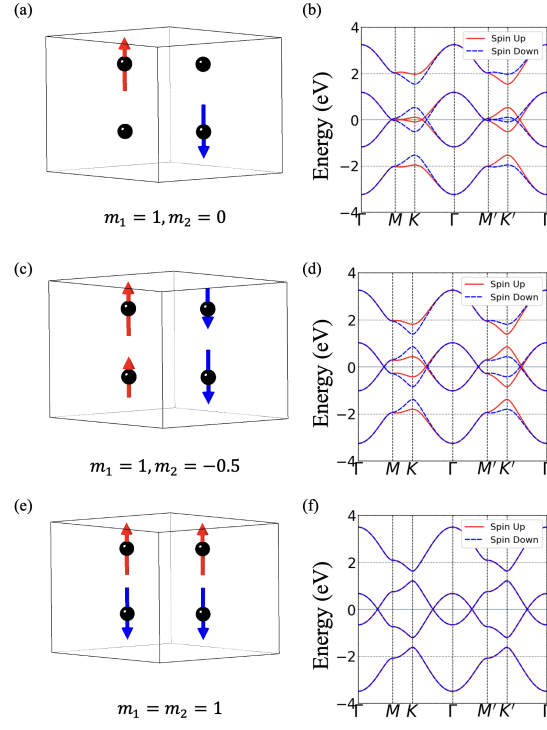 (a)
(b)
Energy (eV)
4
2
0
−2
−4
Spin Up
Spin Down
Γ
M
K
Γ
M'
K'
Γ
m₁ = 1, m₂ = 0
(c)
(d)
Energy (eV)
4
2
0
−2
−4
Spin Up
Spin Down
Γ
M
K
Γ
M'
K'
Γ
m₁ = 1, m₂ = −0.5
(e)
(f)
Energy (eV)
4
2
0
−2
−4
Spin Up
Spin Down
Γ
M
K
Γ
M'
K'
Γ
m₁ = m₂ = 1